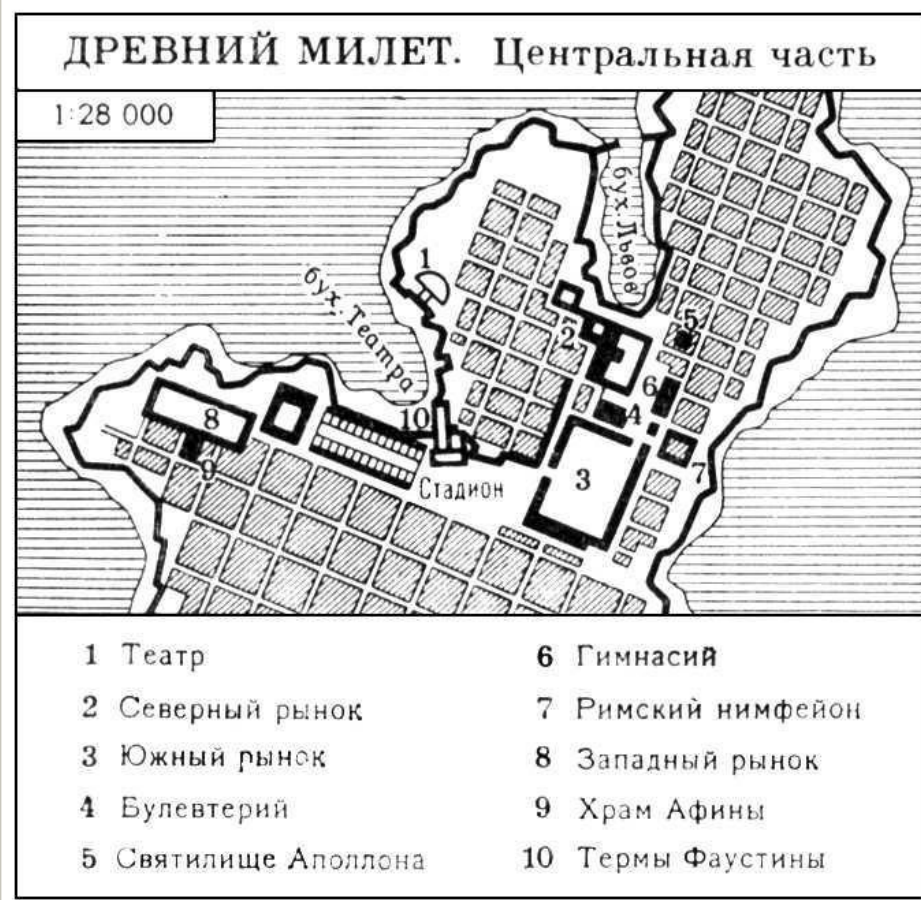 ДРЕВНИЙ МИЛЕТ. Центральная часть
1:28 000
бух. Львов
1
бух. Театра
5
2
6
10
4
8
9
3
7
Стадион
1 Театр
2 Северный рынок
3 Южный рынок
4 Булевтерий
5 Святилище Аполлона
6 Гимнасий
7 Римский нимфейон
8 Западный рынок
9 Храм Афины
10 Термы Фаустины